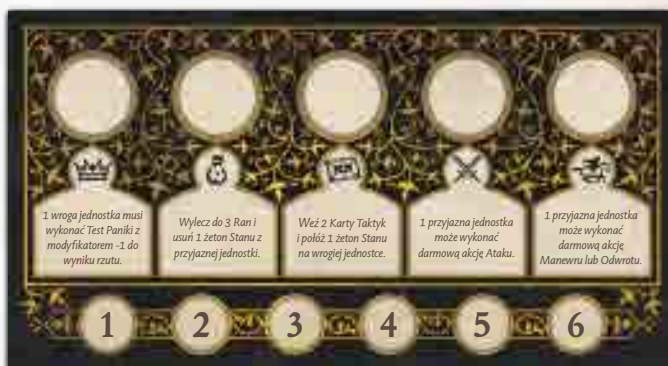 1 wroga jednostka musi
wykonać Test Paniki z
modyfikatorem -1 do
wyniku rzutu.
Wylecz do 3 Ran i
usuń 1 żeton Stanu z
przyjaznej jednostki.
Weź 2 Karty Taktyk
i połóż 1 żeton Stanu
na wrogiej jednostce.
1 przyjazna jednostka
może wykonać
darmową akcję Ataku.
1 przyjazna jednostka
może wykonać
darmową akcję
Manewru lub Odwrotu.
1 2 3 4 5 6